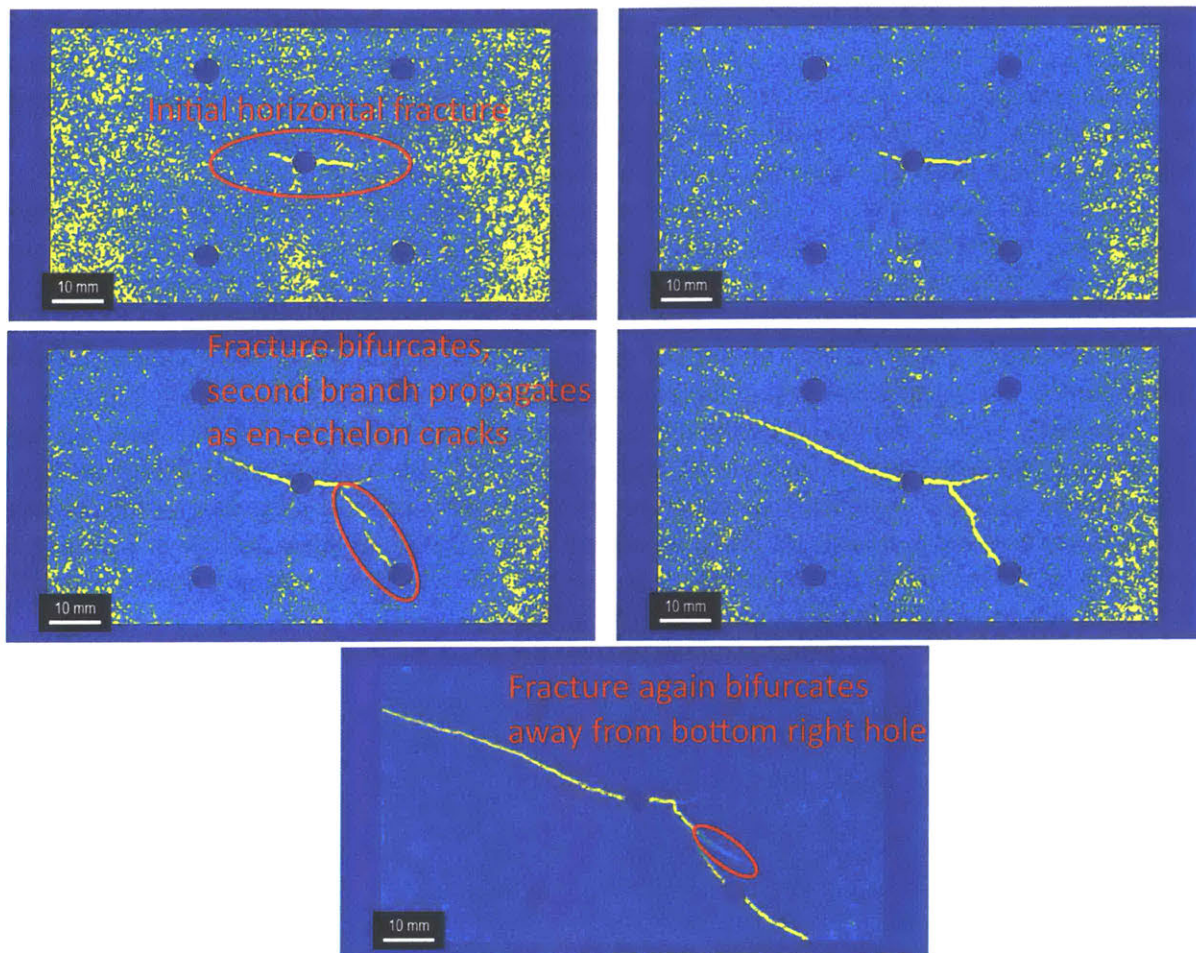 Initial horizontal fracture
10 mm
10 mm
Fracture bifurcates,
second branch propagates
as en-echelon cracks
10 mm
10 mm
Fracture again bifurcates
away from bottom right hole
10 mm